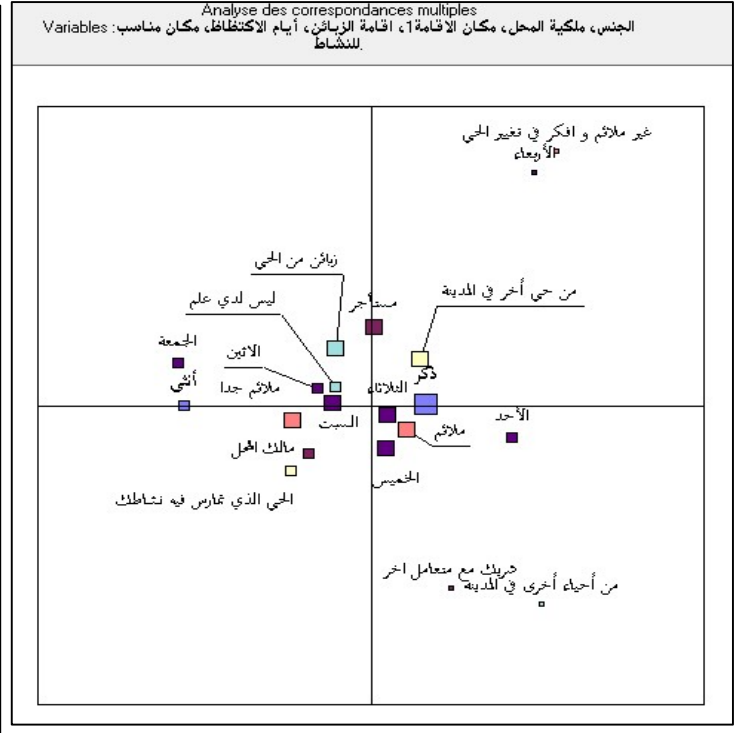 Analyse des correspondances multiples
Variables : الجنس، ملكية المحل، مكان الاقامة1، اقامة الزبائن، أيام الاكتظاظ، مكان مناسب
للنشاط.
غير ملائم و افكر في تغيير الحي
الأربعاء
زبائن من الحي
من حي أخر في المدينة
مستأجر
ليس لدي علم
الجمعة
الاثنين
ذكر
أنثى
ملائم جدا
الثلاثاء
الأحد
السبت
ملائم
مالك المحل
الخميس
الحي الذي تمارس فيه نشاطك
شريك مع متعامل اخر
من أحياء أخرى في المدينة